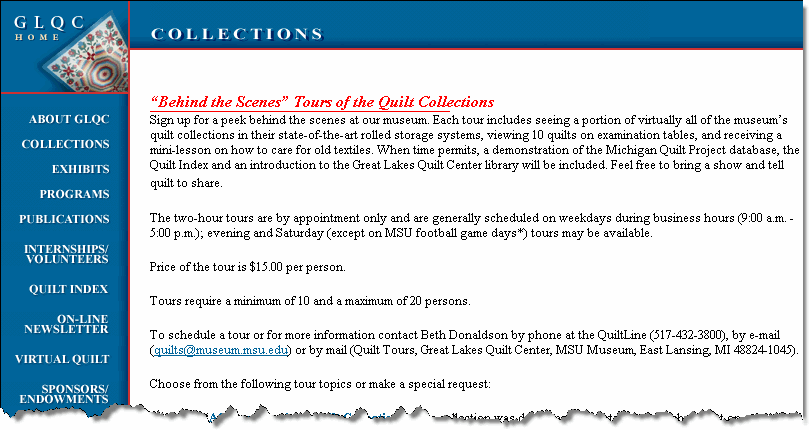 GLQC
HOME
COLLECTIONS
ABOUT GLQC
COLLECTIONS
EXHIBITS
PROGRAMS
PUBLICATIONS
INTERNSHIPS/
VOLUNTEERS
QUILT INDEX
ON-LINE
NEWSLETTER
VIRTUAL QUILT
SPONSORS/
ENDOWMENTS
“Behind the Scenes” Tours of the Quilt Collections
Sign up for a peek behind the scenes at our museum. Each tour includes seeing a portion of virtually all of the museum’s
quilt collections in their state-of-the-art rolled storage systems, viewing 10 quilts on examination tables, and receiving a
mini-lesson on how to care for old textiles. When time permits, a demonstration of the Michigan Quilt Project database, the
Quilt Index and an introduction to the Great Lakes Quilt Center library will be included. Feel free to bring a show and tell
quilt to share.
The two-hour tours are by appointment only and are generally scheduled on weekdays during business hours (9:00 a.m. -
5:00 p.m.); evening and Saturday (except on MSU football game days*) tours may be available.
Price of the tour is $15.00 per person.
Tours require a minimum of 10 and a maximum of 20 persons.
To schedule a tour or for more information contact Beth Donaldson by phone at the QuiltLine (517-432-3800), by e-mail
(quilts@museum.msu.edu) or by mail (Quilt Tours, Great Lakes Quilt Center, MSU Museum, East Lansing, MI 48824-1045).
Choose from the following tour topics or make a special request: